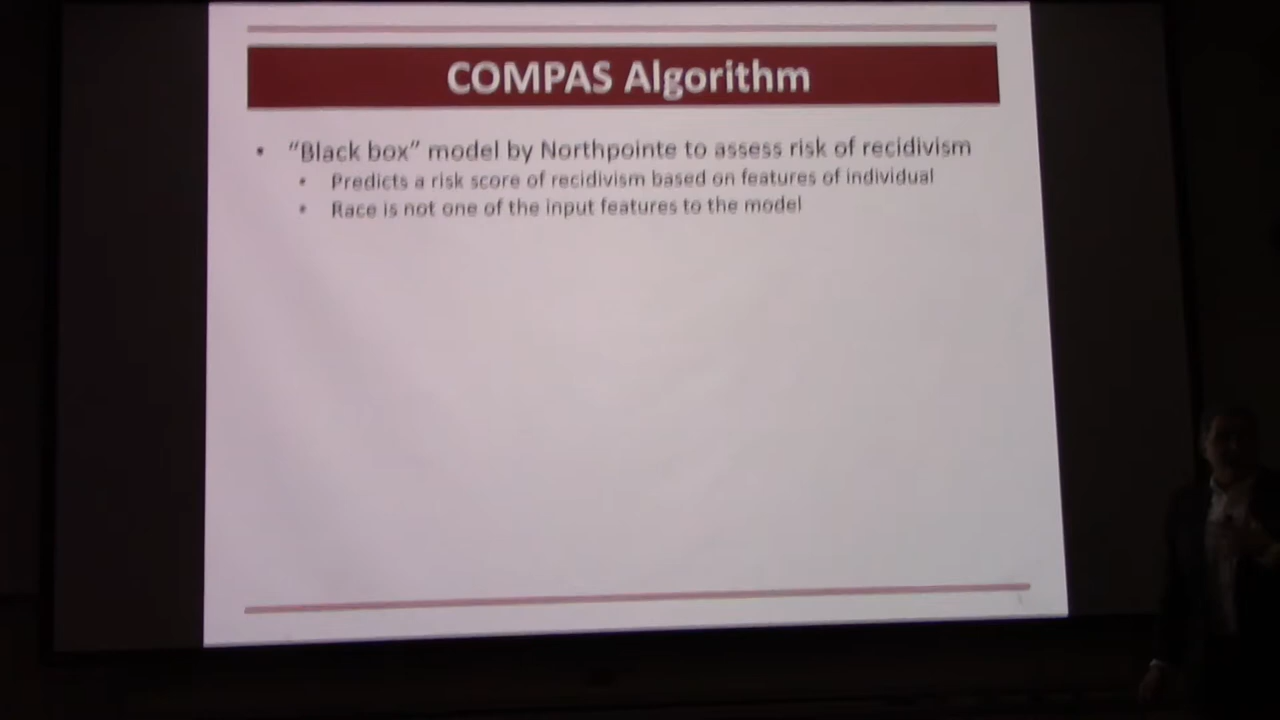 COMPAS Algorithm
• “Black box” model by Northpointe to assess risk of recidivism
• Predicts a risk score of recidivism based on features of individual
• Race is not one of the input features to the model